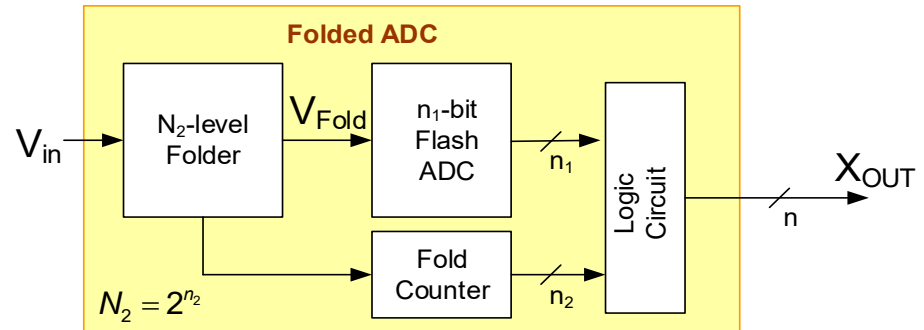 Folded ADC
V_in
N₂-level
Folder
V_Fold
n₁-bit
Flash
ADC
n₁
Logic
Circuit
X_OUT
n
Fold
Counter
n₂
N₂ = 2^{n₂}